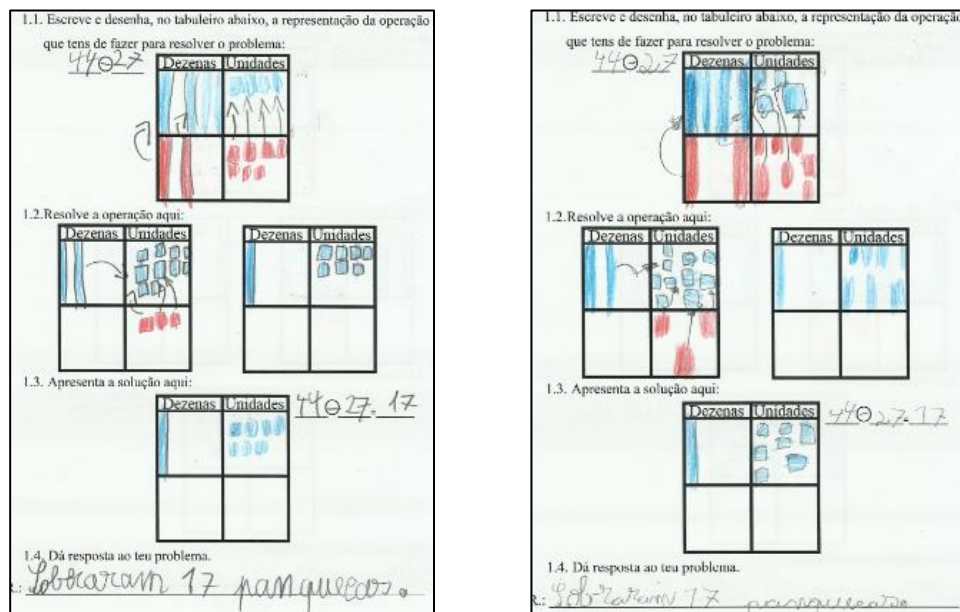 1.1. Escreve e desenha, no tabuleiro abaixo, a representação da operação
que tens de fazer para resolver o problema:
44⊖27
Dezenas Unidades
1.2.Resolve a operação aqui:
Dezenas Unidades
Dezenas Unidades
1.3. Apresenta a solução aqui:
Dezenas Unidades
44⊖27= 17
1.4. Dá resposta ao teu problema.
R.: Sobraram 17 panquecas.
1.1. Escreve e desenha, no tabuleiro abaixo, a representação da operação
que tens de fazer para resolver o problema:
44⊖27
Dezenas Unidades
1.2.Resolve a operação aqui:
Dezenas Unidades
Dezenas Unidades
1.3. Apresenta a solução aqui:
Dezenas Unidades
44⊖27=17
1.4. Dá resposta ao teu problema.
R.: Sobraram 17 panquecas